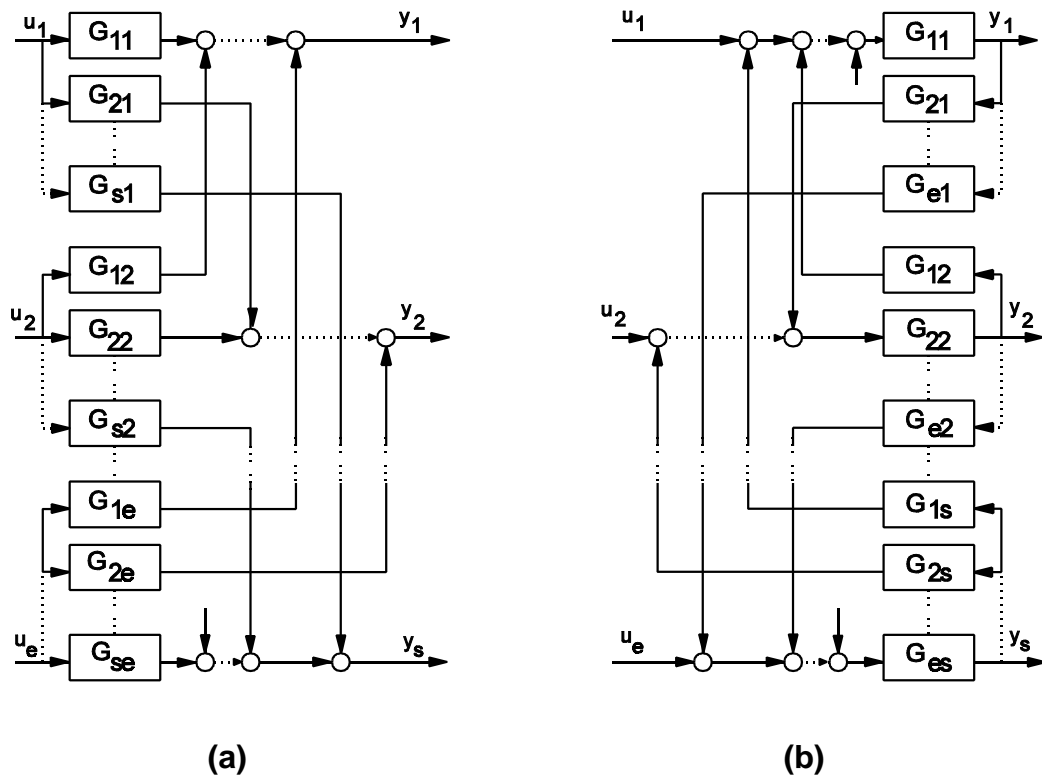 u1 G11 y1
G21
Gs1
G12
u2 G22 y2
Gs2
G1e
G2e
ue Gse ys
(a)
u1 G11 y1
G21
Ge1
G12
u2 G22 y2
Ge2
G1s
G2s
ue Ges ys
(b)